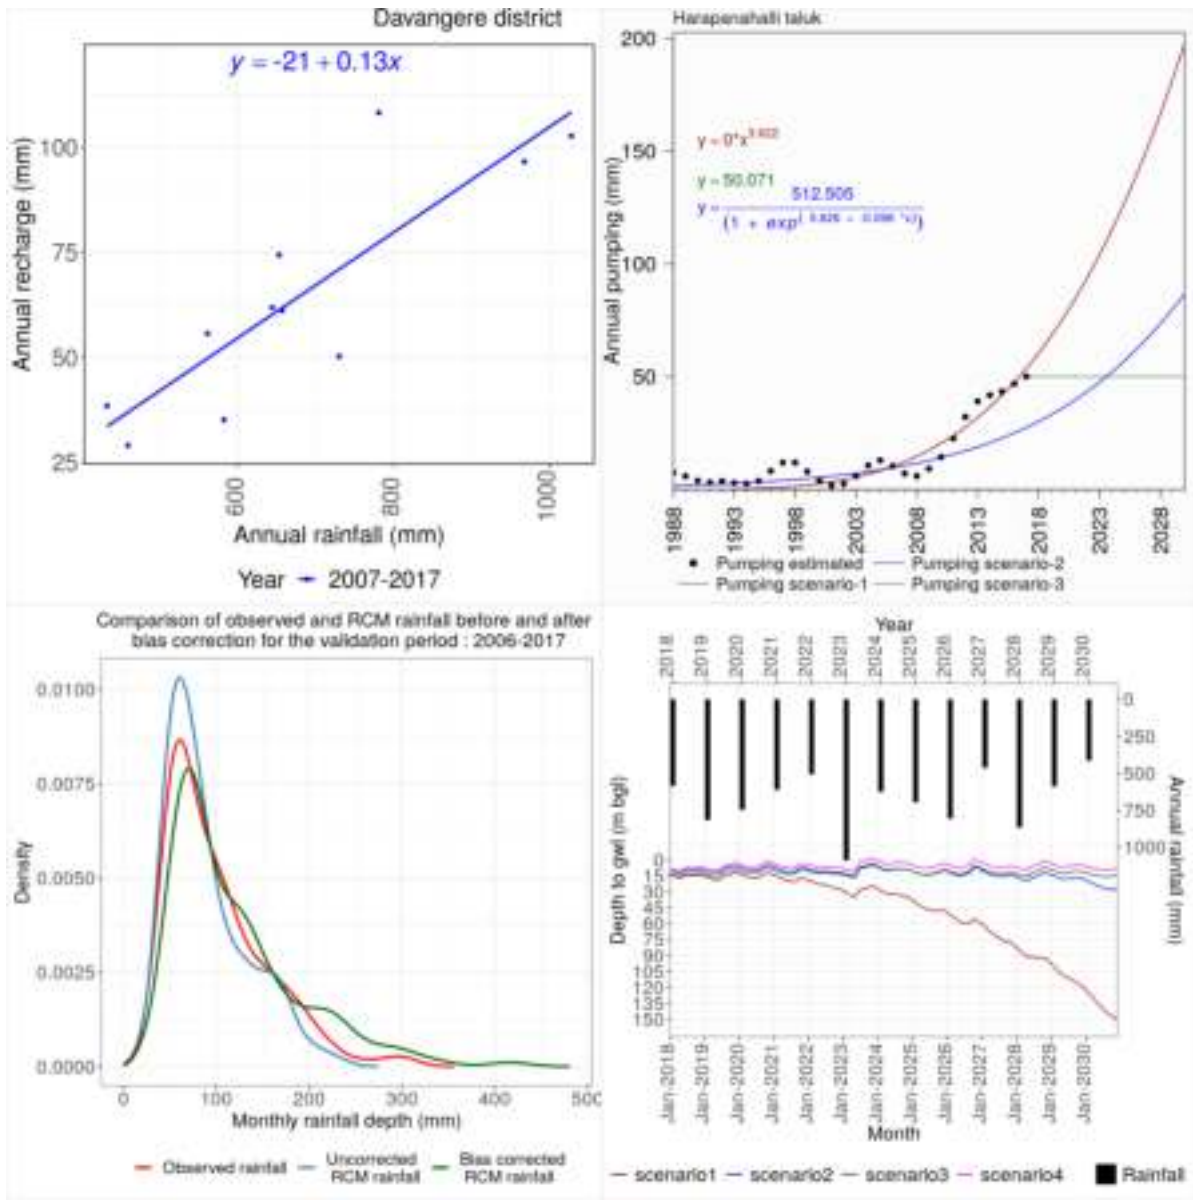 Davangere district
y = -21 + 0.13x
Annual recharge (mm)
100
75
50
25
600
800
1000
Annual rainfall (mm)
Year 2007-2017
Harapenahalli taluk
200
150
100
50
Annual pumping (mm)
y = 0*x
y = 50.071
y = 512.505
(1 + exp
1988
1993
1998
2003
2008
2013
2018
2023
2028
Pumping estimated
Pumping scenario-2
Pumping scenario-1
Pumping scenario-3
Comparison of observed and RCM rainfall before and after
bias correction for the validation period : 2006-2017
0.0100
0.0075
0.0050
0.0025
0.0000
Density
0 100 200 300 400 500
Monthly rainfall depth (mm)
Observed rainfall
Uncorrected
RCM rainfall
Bias corrected
RCM rainfall
Year
2018
2019
2020
2021
2022
2023
2024
2025
2026
2027
2028
2029
2030
0
250
500
750
1000
Annual rainfall
(mm)
Depth to gwl (m bgl)
0
15
30
45
60
75
90
105
120
135
150
Jan-2018
Jan-2019
Jan-2020
Jan-2021
Jan-2022
Jan-2023
Jan-2024
Jan-2025
Jan-2026
Jan-2027
Jan-2028
Jan-2029
Jan-2030
Month
scenario1 scenario2 scenario3 scenario4 Rainfall